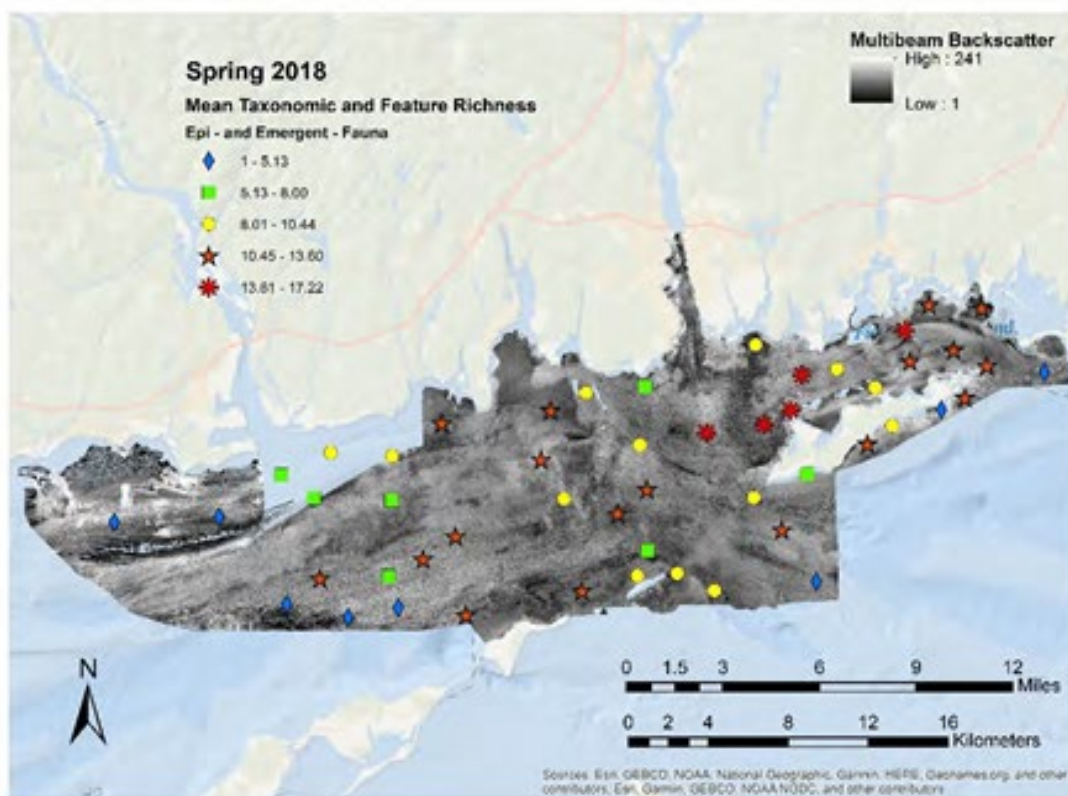 Spring 2018
Mean Taxonomic and Feature Richness
Epi - and Emergent - Fauna
1 - 5.13
5.13 - 8.00
8.01 - 10.44
10.45 - 13.60
13.61 - 17.22
Multibeam Backscatter
High : 241
Low : 1
nd.
N
0 1.5 3 6 9 12
Miles
0 2 4 8 12 16
Kilometers
Sources: Esri, GEBCO, NOAA, National Geographic, Garmin, HERE, Geonames.org, and other
contributors, Esri, Garmin, GEBCO, NOAA NGDC, and other contributors